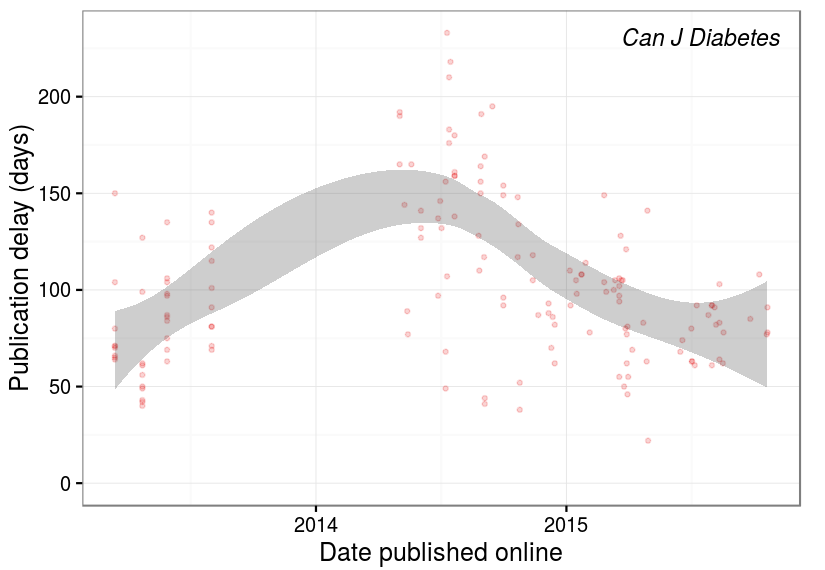 Can J Diabetes
Publication delay (days)
200
150
100
50
0
2014 2015
Date published online